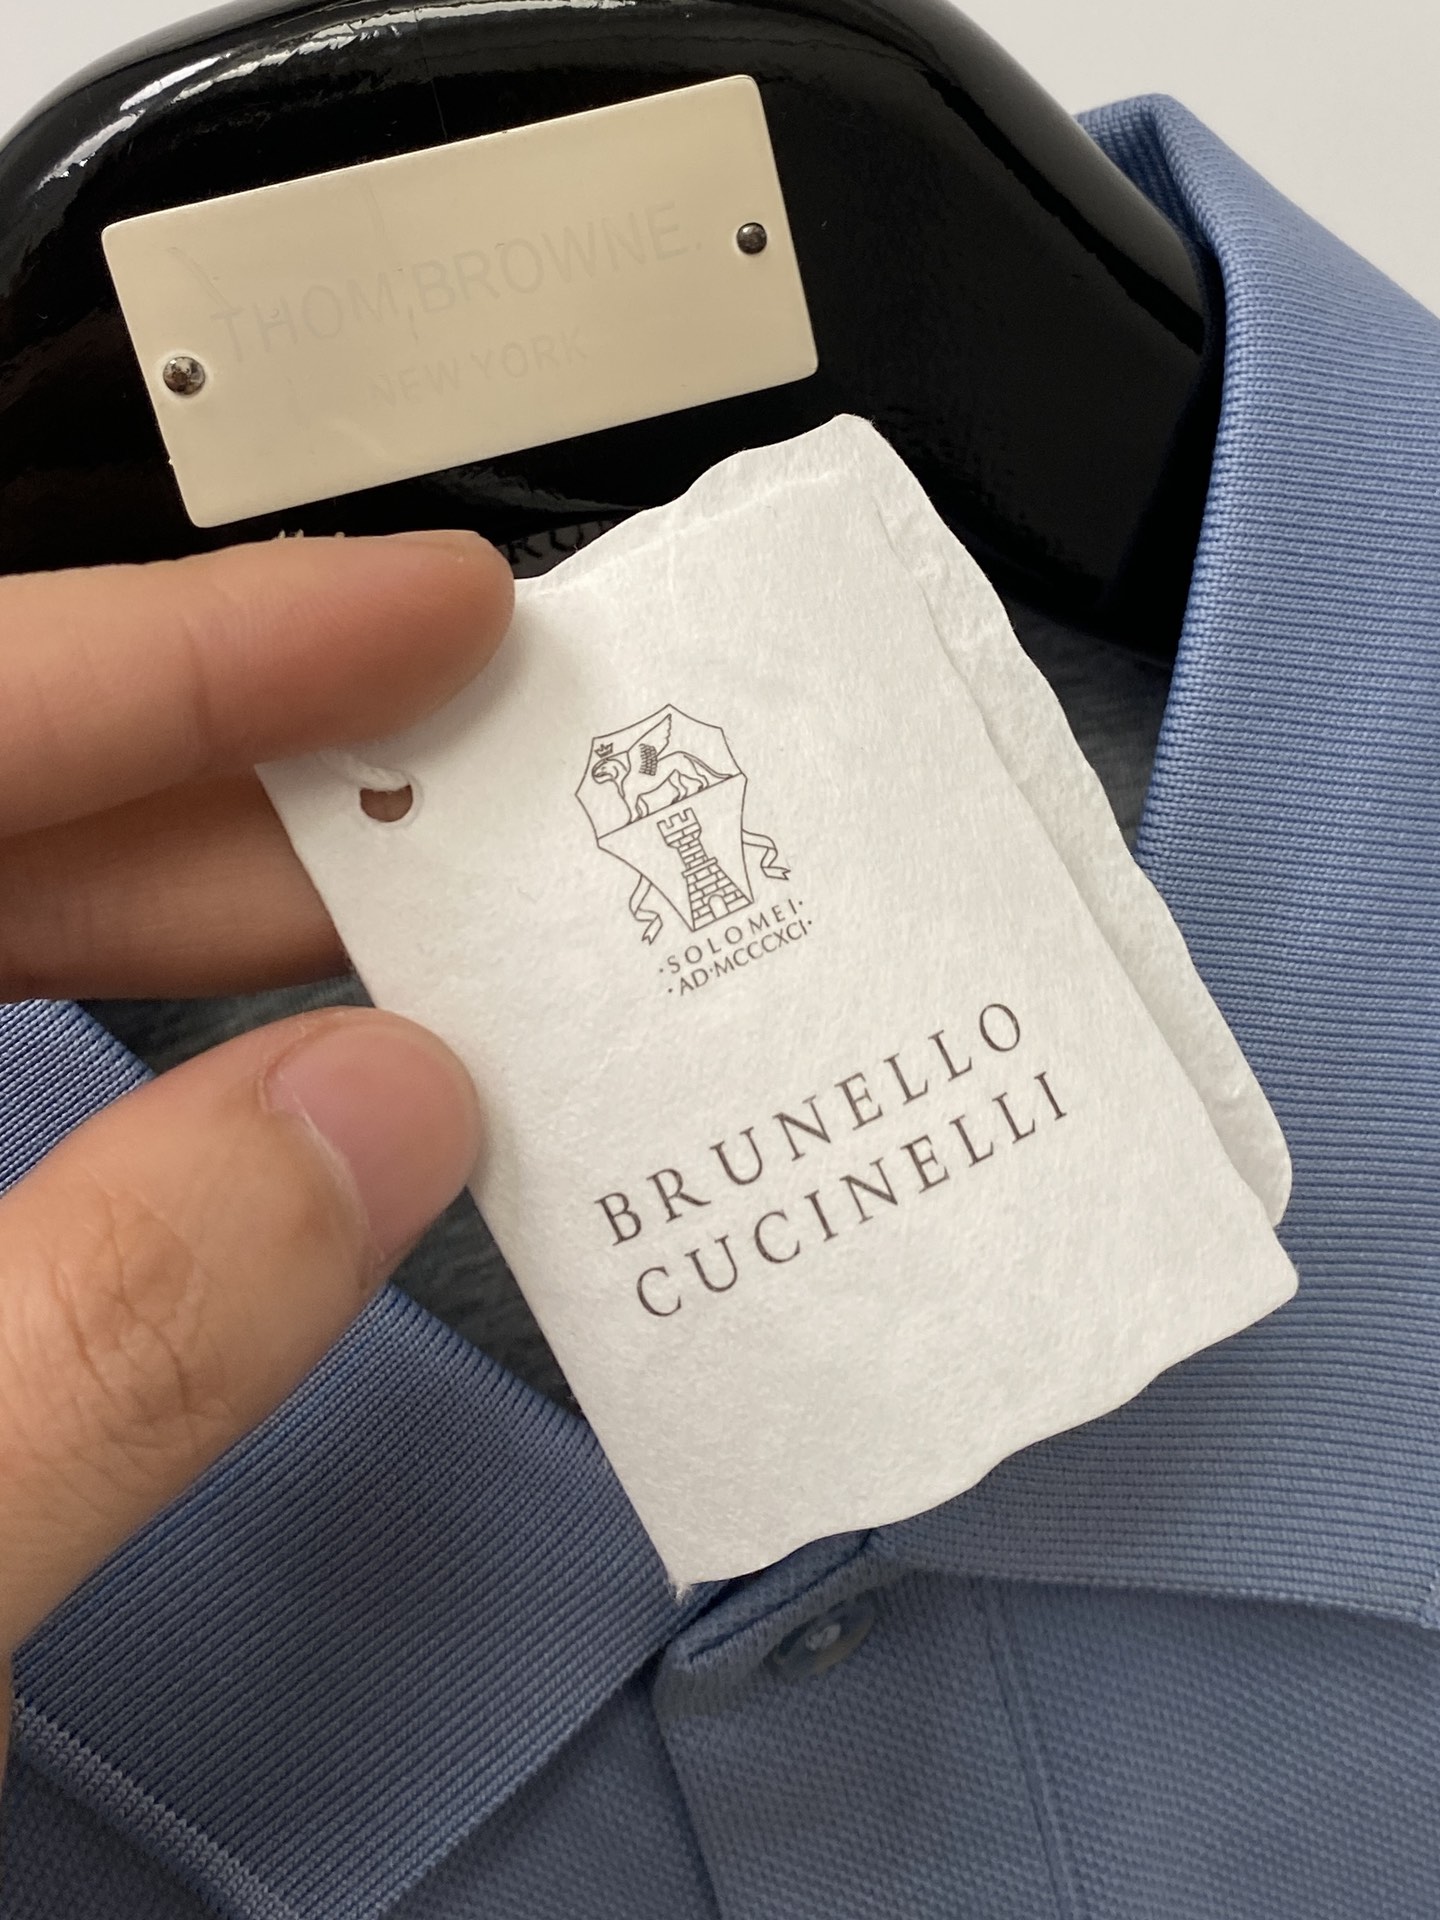 THOM BROWNE.
NEW YORK
·SOLOMEI·
·AD·MCCCXCI·
BRUNELLO
CUCINELLI